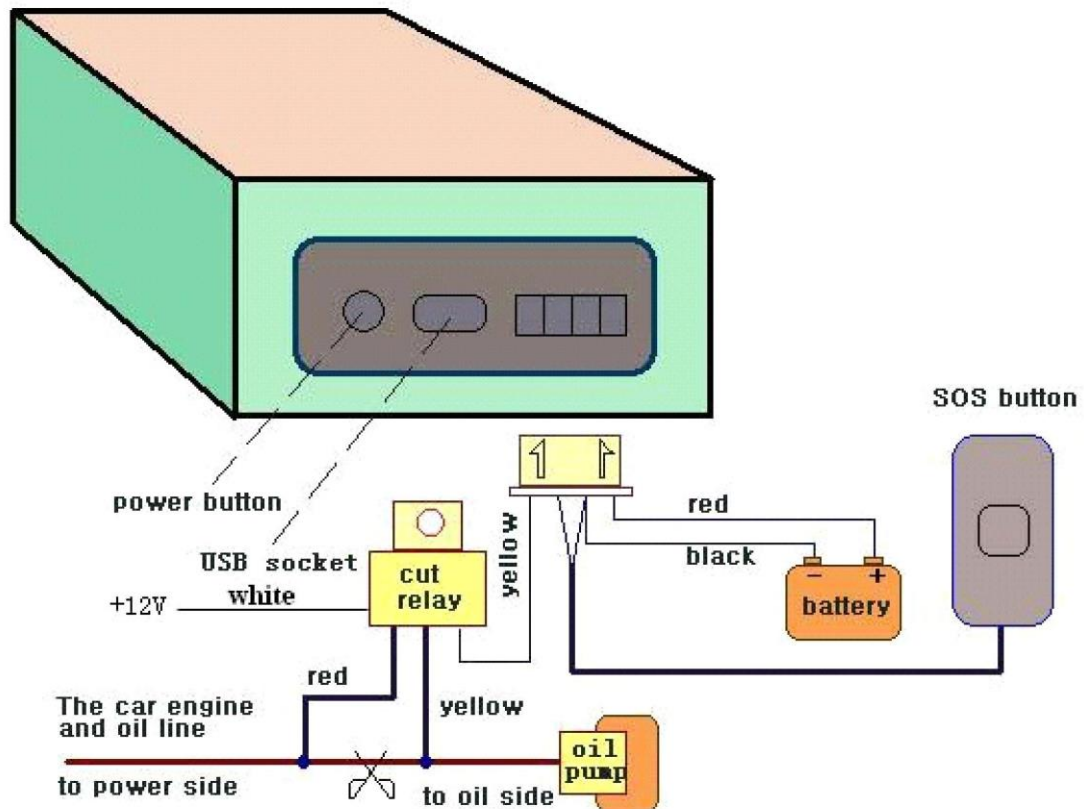 SOS button
power button
red
yellow
black
USB socket
cut
relay
- +
battery
+12V
white
red
yellow
The car engine
and oil line
oil
pump
to power side
to oil side